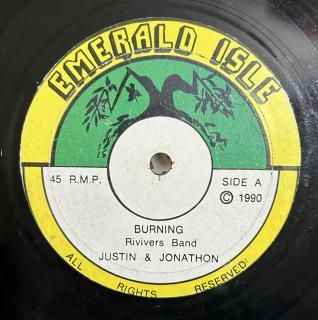 EMERALD ISLE
45 R.M.P.
SIDE A
© 1990
BURNING
Rivivers Band
JUSTIN & JONATHON
ALL RIGHTS RESERVED